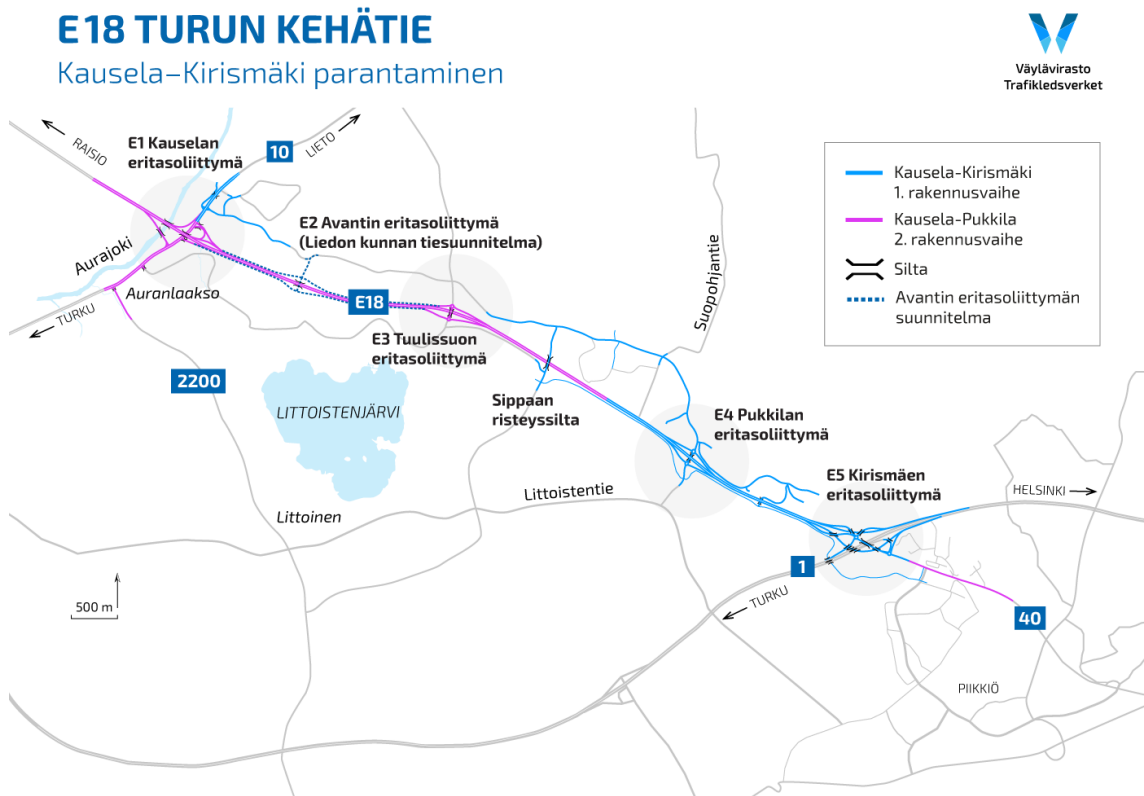 E18 TURUN KEHÄTIE
Kausela–Kirismäki parantaminen
Väylävirasto
Trafikledsverket
RAISIO
E1 Kauselan
eritasoliittymä
10
LIETO
Kausela-Kirismäki
1. rakennusvaihe
Kausela-Pukkila
2. rakennusvaihe
Silta
Avantin eritasoliittymän
suunnitelma
E2 Avantin eritasoliittymä
(Liedon kunnan tiesuunnitelma)
Aurajoki
Auranlaakso
TURKU
E18
Suopohjantie
E3 Tuulissuon
eritasoliittymä
2200
LITTOISTENJÄRVI
Sippaan
risteyssilta
E4 Pukkilan
eritasoliittymä
E5 Kirismäen
eritasoliittymä
HELSINKI
Littoistentie
Littoinen
1
TURKU
500 m
40
PIIKKIÖ